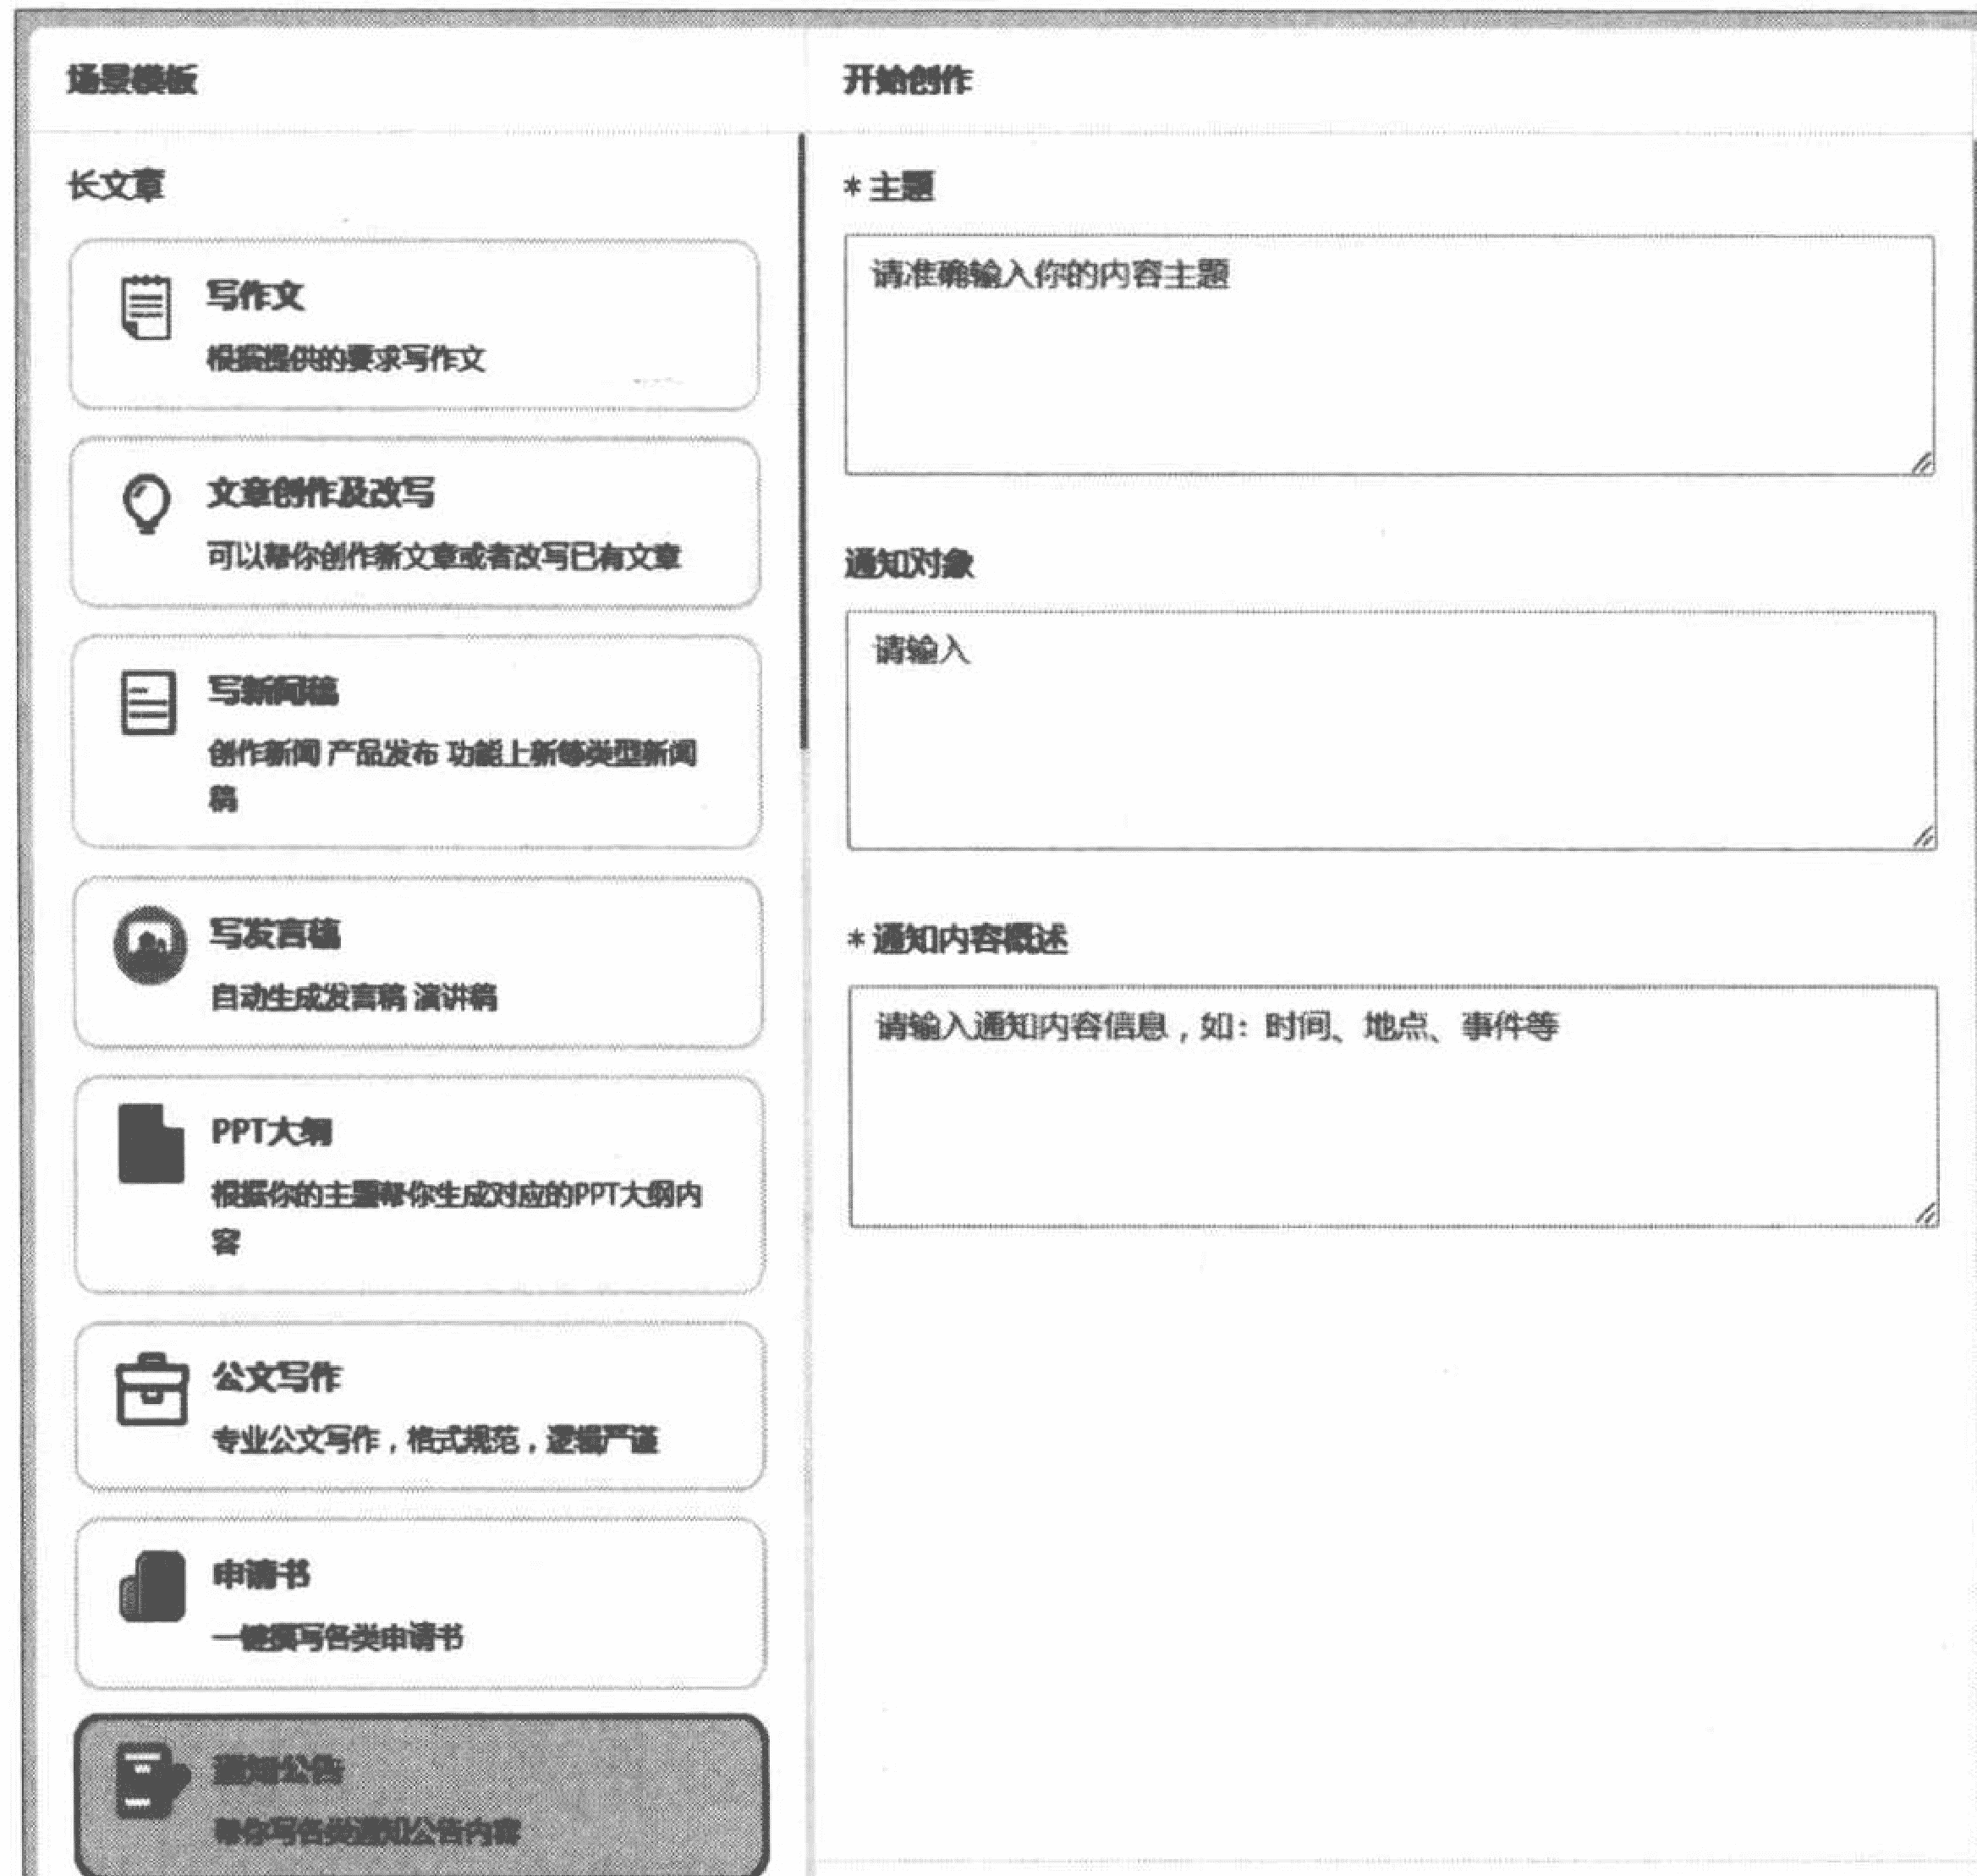 场景模板
长文章
写作文
根据提供的要求写作文
文章创作及改写
可以帮你创作新文章或者改写已有文章
写新闻稿
创作新闻 产品发布 功能上新等类型新闻
稿
写发言稿
自动生成发言稿 演讲稿
PPT大纲
根据你的主题帮你生成对应的PPT大纲内
容
公文写作
专业公文写作，格式规范，逻辑严谨
申请书
一键撰写各类申请书
通知公告
帮你写各类通知公告内容
开始创作
* 主题
请准确输入你的内容主题
通知对象
请输入
* 通知内容概述
请输入通知内容信息，如：时间、地点、事件等